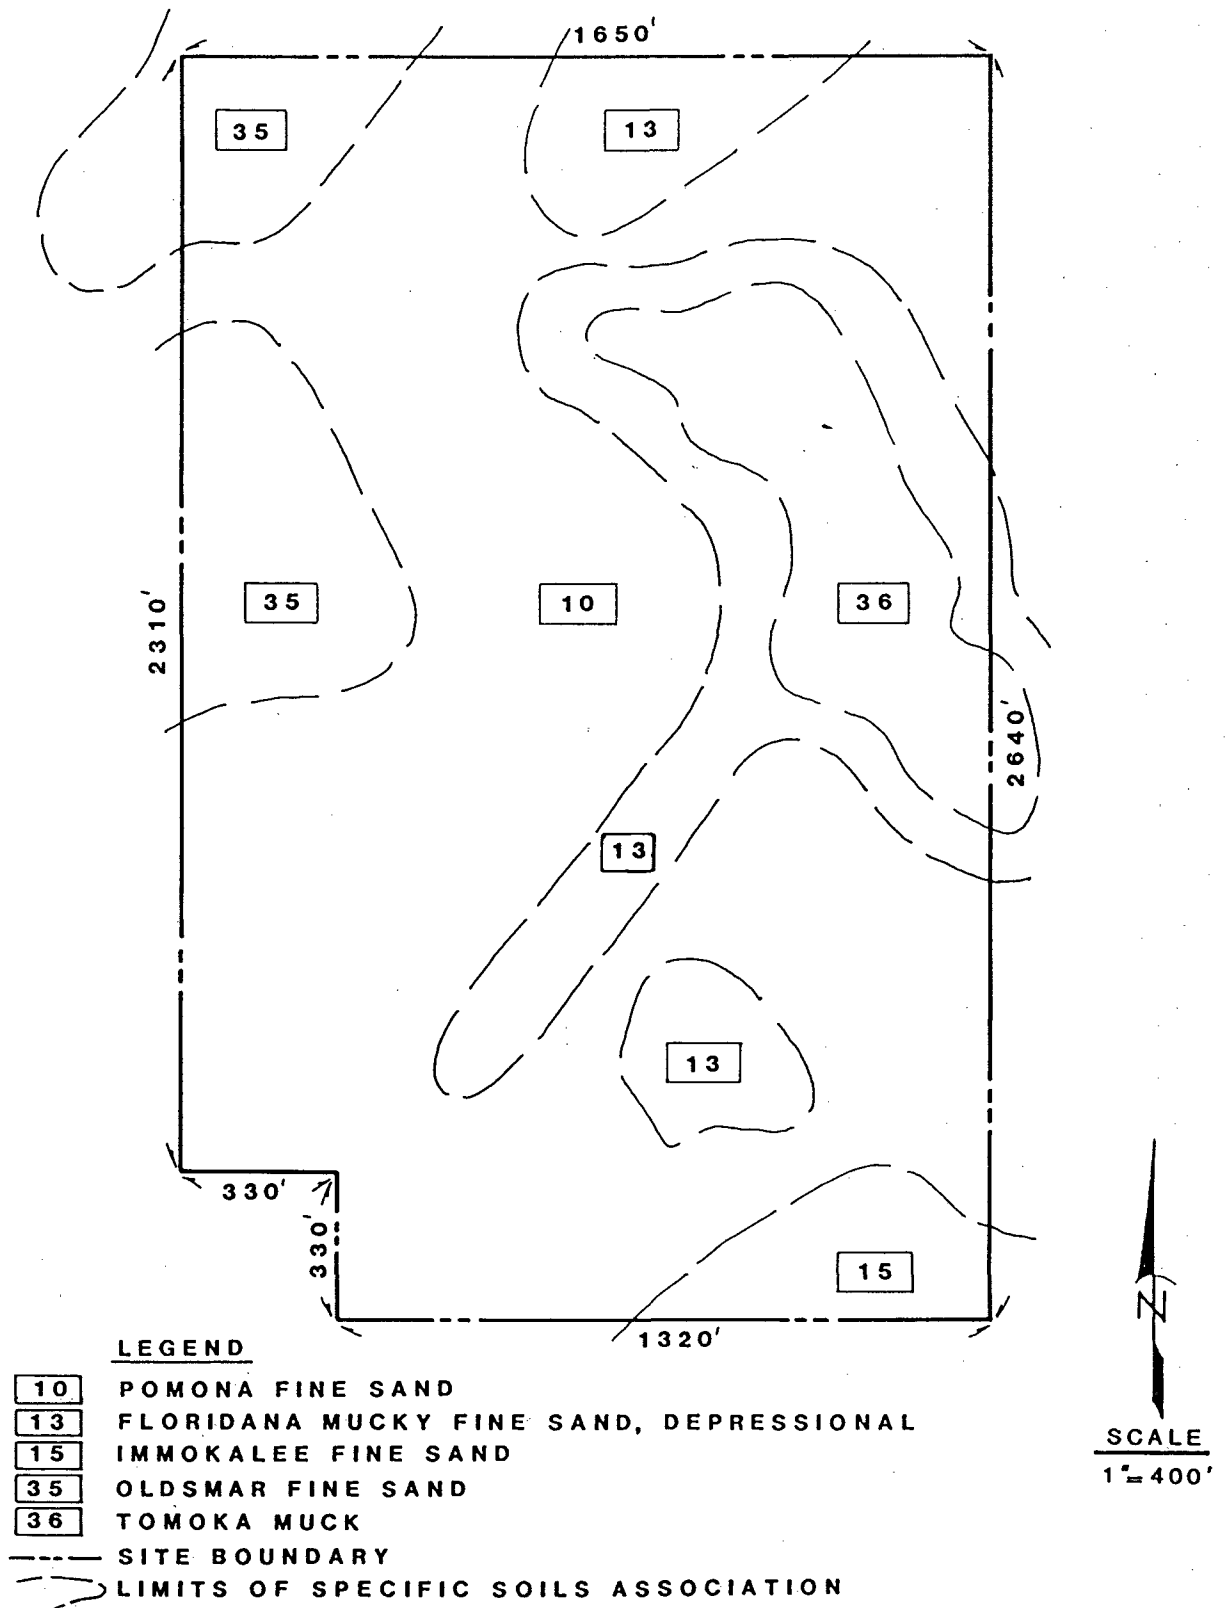 1650'
35
13
35
10
36
2310'
2640'
13
13
330'
330'
15
1320'
N
LEGEND
10 POMONA FINE SAND
13 FLORIDANA MUCKY FINE SAND, DEPRESSIONAL
15 IMMOKALEE FINE SAND
35 OLDSMAR FINE SAND
36 TOMOKA MUCK
SITE BOUNDARY
LIMITS OF SPECIFIC SOILS ASSOCIATION
SCALE
1"=400'